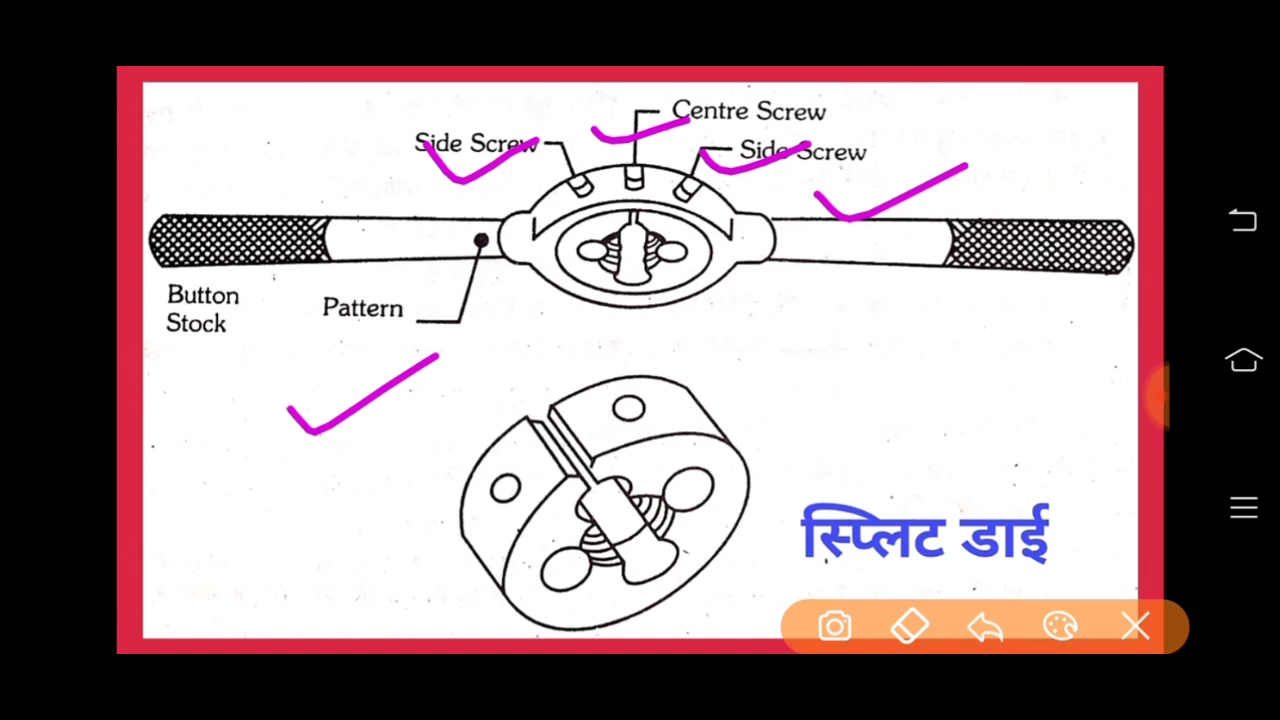 Centre Screw
Side Screw
Side Screw
Button
Stock
Pattern
स्प्लिट डाई